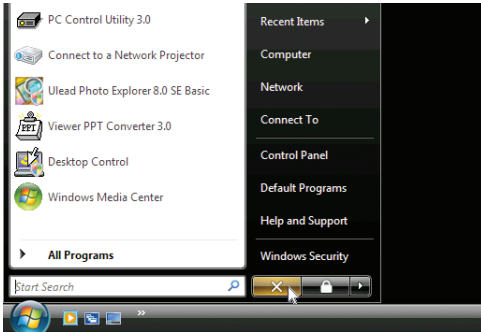 PC Control Utility 3.0
Connect to a Network Projector
Ulead Photo Explorer 8.0 SE Basic
PPT
Viewer PPT Converter 3.0
Desktop Control
Windows Media Center
All Programs
Start Search
Recent Items
Computer
Network
Connect To
Control Panel
Default Programs
Help and Support
Windows Security